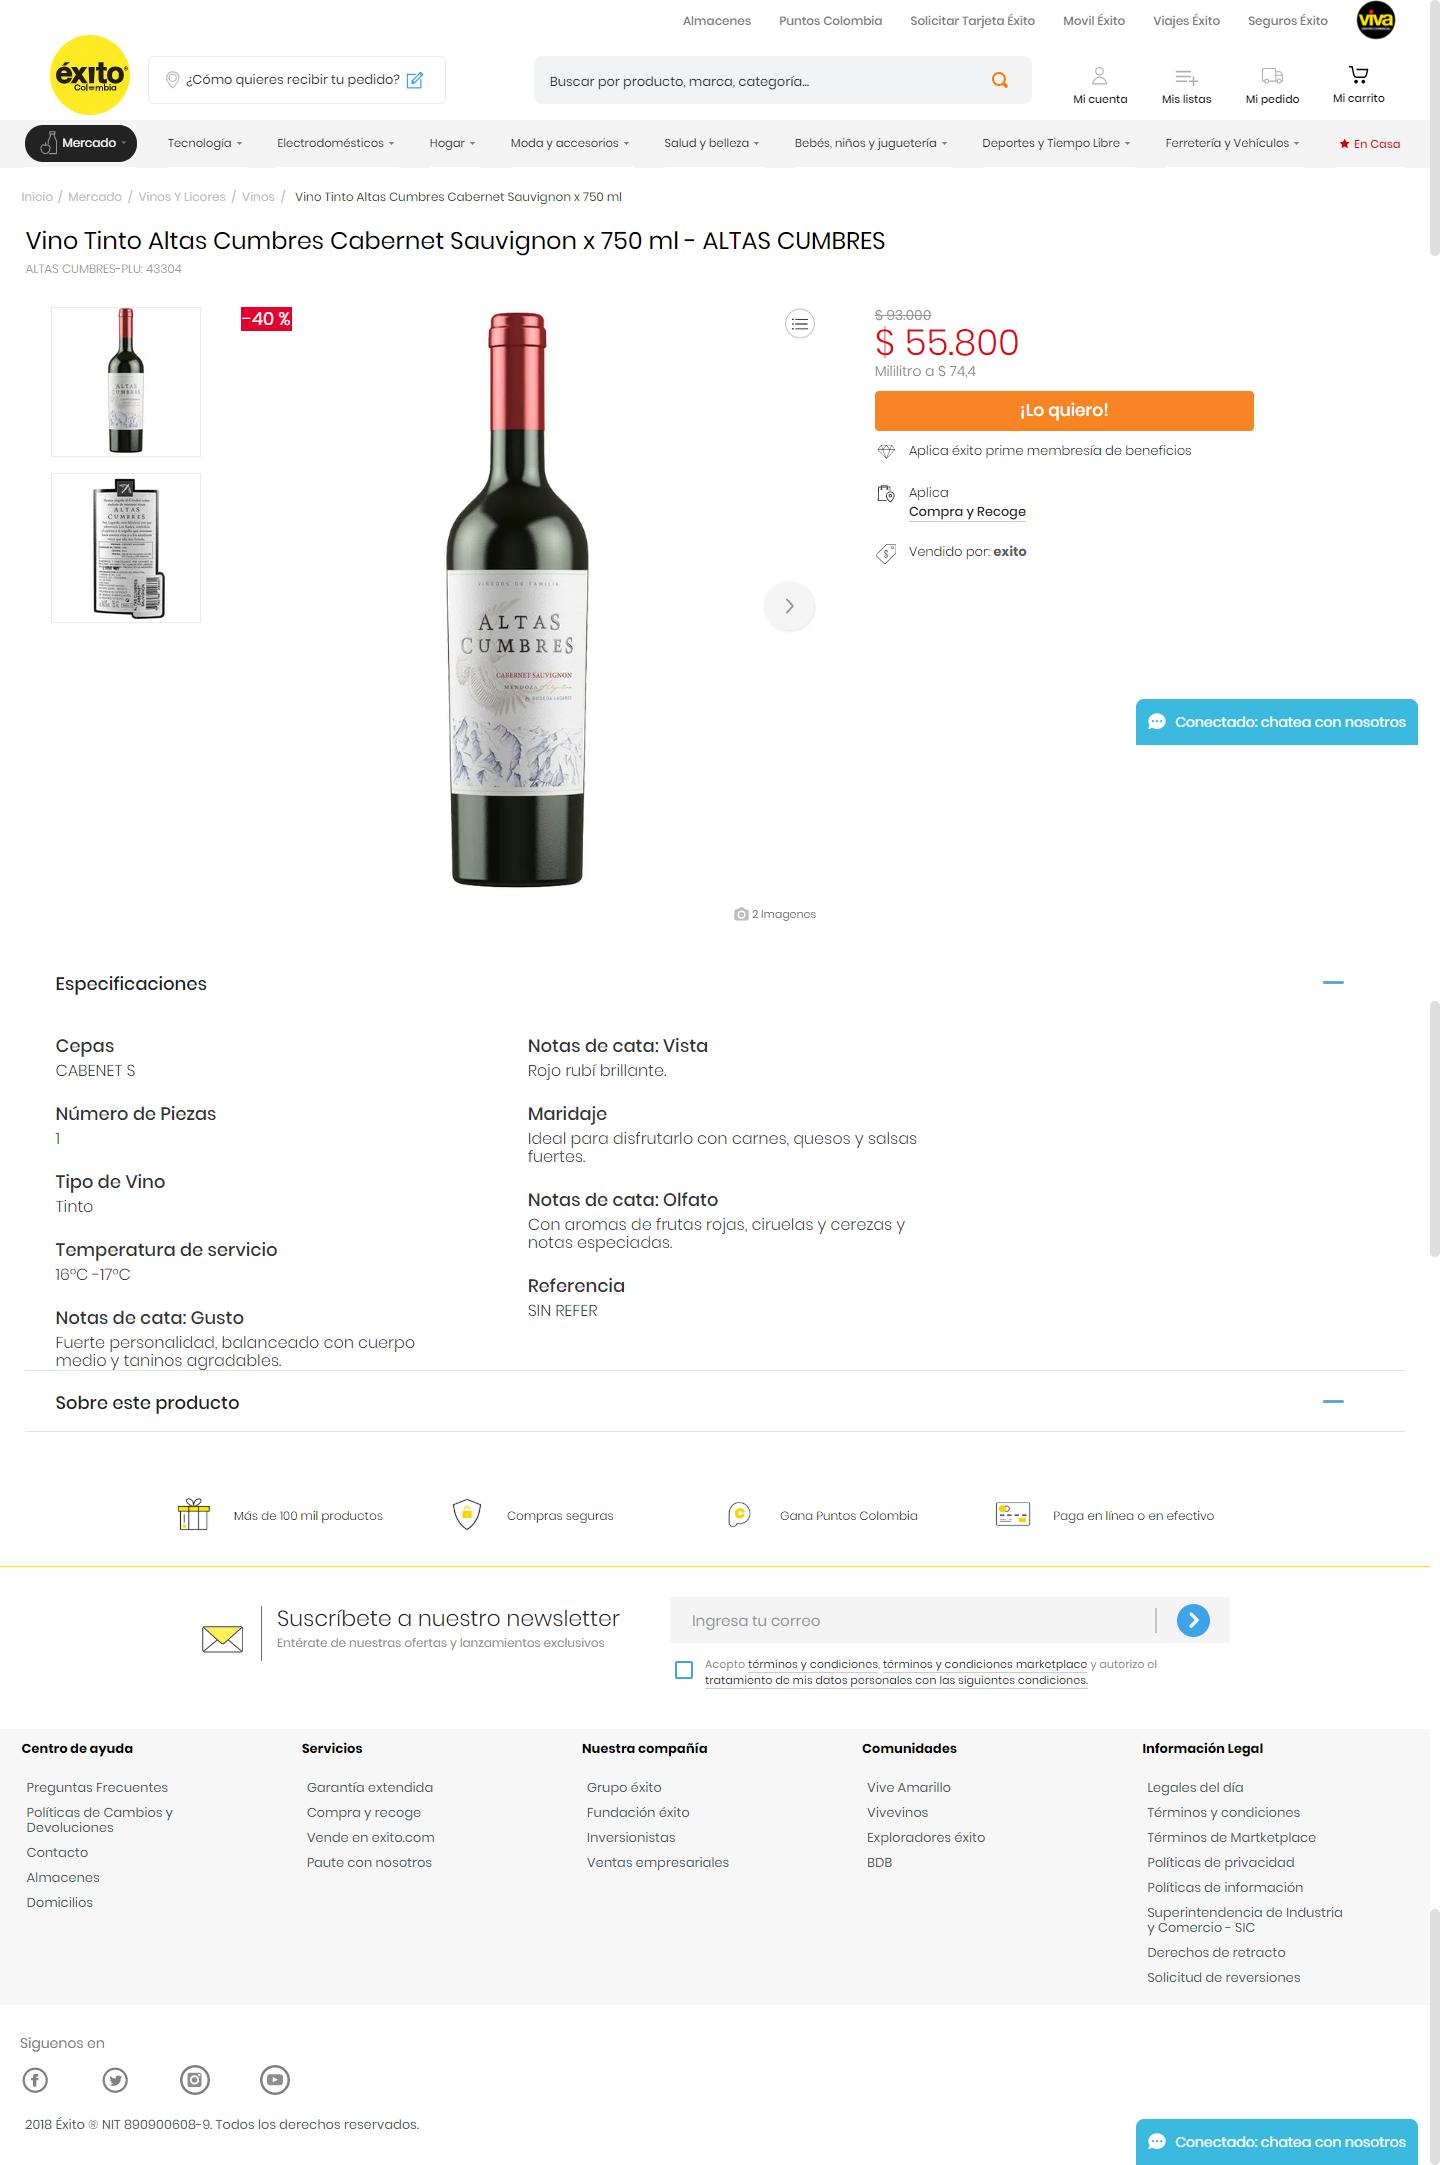 Almacenes Puntos Colombia Solicitar Tarjeta Éxito Movil Éxito Viajes Éxito Seguros Éxito viva
éxito
Colombia
¿Cómo quieres recibir tu pedido?
Buscar por producto, marca, categoría...
Mi cuenta Mis listas Mi pedido Mi carrito
Mercado Tecnología Electrodomésticos Hogar Moda y accesorios Salud y belleza Bebés, niños y juguetería Deportes y Tiempo Libre Ferretería y Vehículos En Casa
Inicio / Mercado / Vinos Y Licores / Vinos / Vino Tinto Altas Cumbres Cabernet Sauvignon x 750 ml
Vino Tinto Altas Cumbres Cabernet Sauvignon x 750 ml - ALTAS CUMBRES
ALTAS CUMBRES-PLU: 43304
ALTAS
CUMBRES
ALTAS
CUMBRES
-40 %
VIÑEDOS DE FAMILIA
ALTAS
CUMBRES
CABERNET SAUVIGNON
MENDOZA Argentina
BY BODEGA LAGARDE
2 Imagenes
$ 93.000
$ 55.800
Mililitro a $ 74,4
¡Lo quiero!
Aplica éxito prime membresía de beneficios
Aplica
Compra y Recoge
Vendido por: exito
Conectado: chatea con nosotros
Especificaciones
Cepas
CABENET S
Número de Piezas
1
Tipo de Vino
Tinto
Temperatura de servicio
16°C -17°C
Notas de cata: Gusto
Fuerte personalidad, balanceado con cuerpo
medio y taninos agradables.
Notas de cata: Vista
Rojo rubí brillante.
Maridaje
Ideal para disfrutarlo con carnes, quesos y salsas
fuertes.
Notas de cata: Olfato
Con aromas de frutas rojas, ciruelas y cerezas y
notas especiadas.
Referencia
SIN REFER
Sobre este producto
Más de 100 mil productos Compras seguras Gana Puntos Colombia Paga en línea o en efectivo
Suscríbete a nuestro newsletter
Entérate de nuestras ofertas y lanzamientos exclusivos
Ingresa tu correo
Acepto términos y condiciones, términos y condiciones marketplace y autorizo el
tratamiento de mis datos personales con las siguientes condiciones.
Centro de ayuda
Preguntas Frecuentes
Políticas de Cambios y
Devoluciones
Contacto
Almacenes
Domicilios
Servicios
Garantía extendida
Compra y recoge
Vende en exito.com
Paute con nosotros
Nuestra compañía
Grupo éxito
Fundación éxito
Inversionistas
Ventas empresariales
Comunidades
Vive Amarillo
Vivevinos
Exploradores éxito
BDB
Información Legal
Legales del día
Términos y condiciones
Términos de Martketplace
Políticas de privacidad
Políticas de información
Superintendencia de Industria
y Comercio - SIC
Derechos de retracto
Solicitud de reversiones
Siguenos en
2018 Éxito ® NIT 890900608-9. Todos los derechos reservados.
Conectado: chatea con nosotros